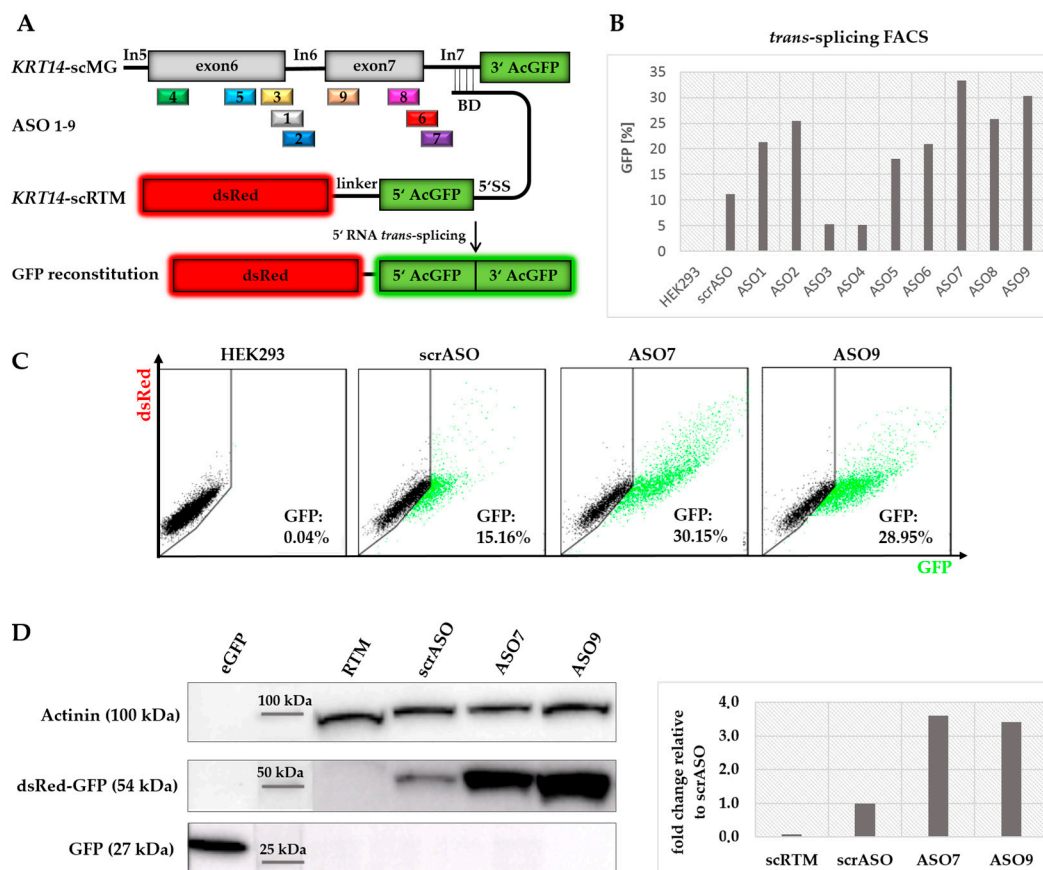 A
In5
In6
In7
KRT14-scMG
exon6
exon7
3‘ AcGFP
4
5
3
9
8
BD
ASO 1-9
1
6
2
7
KRT14-scRTM
dsRed
linker
5‘ AcGFP
5‘SS
5‘ RNA trans-splicing
GFP reconstitution
dsRed
5‘ AcGFP
3‘ AcGFP
B
trans-splicing FACS
GFP [%]
35
30
25
20
15
10
5
0
HEK293
scrASO
ASO1
ASO2
ASO3
ASO4
ASO5
ASO6
ASO7
ASO8
ASO9
C
HEK293
scrASO
ASO7
ASO9
dsRed
GFP:
0.04%
GFP:
15.16%
GFP:
30.15%
GFP:
28.95%
GFP
D
eGFP
RTM
scrASO
ASO7
ASO9
Actinin (100 kDa)
100 kDa
dsRed-GFP (54 kDa)
50 kDa
GFP (27 kDa)
25 kDa
fold change relative
to scrASO
4,0
3,0
2,0
1,0
0,0
scRTM
scrASO
ASO7
ASO9